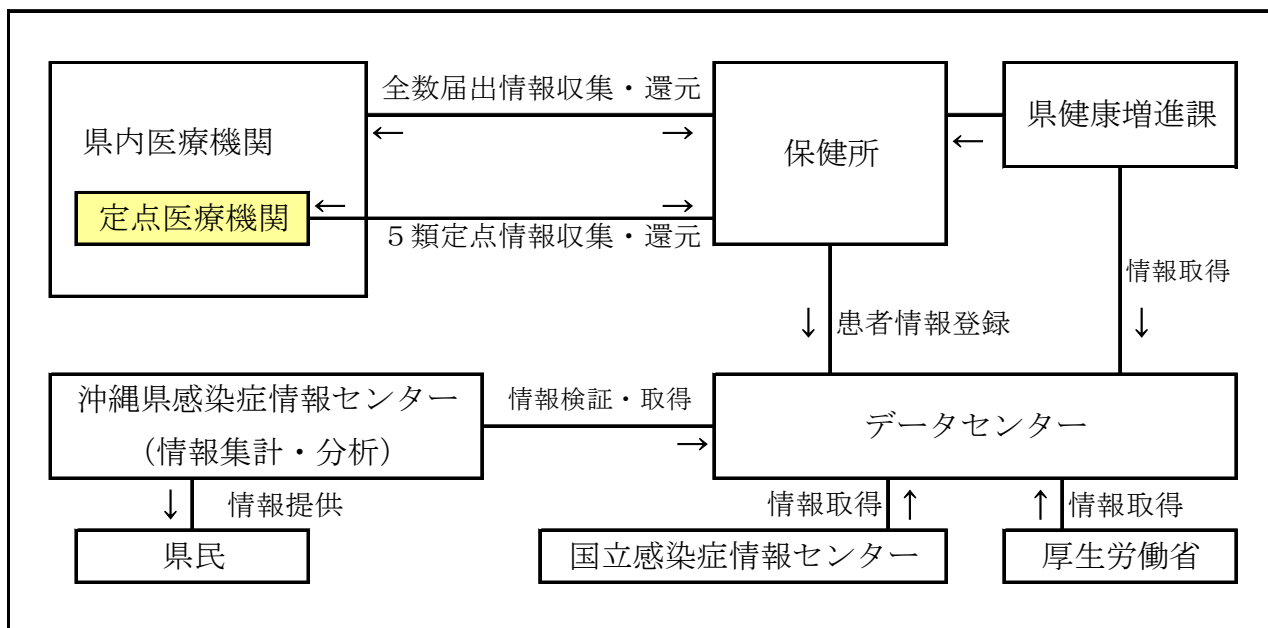 全数届出情報収集・還元
← →
県内医療機関
保健所
県健康増進課
←
定点医療機関
← →
５類定点情報収集・還元
情報取得
↓
↓
患者情報登録
沖縄県感染症情報センター
（情報集計・分析）
情報検証・取得
→
データセンター
↓
情報提供
情報取得
↑
↑
情報取得
県民
国立感染症情報センター
厚生労働省